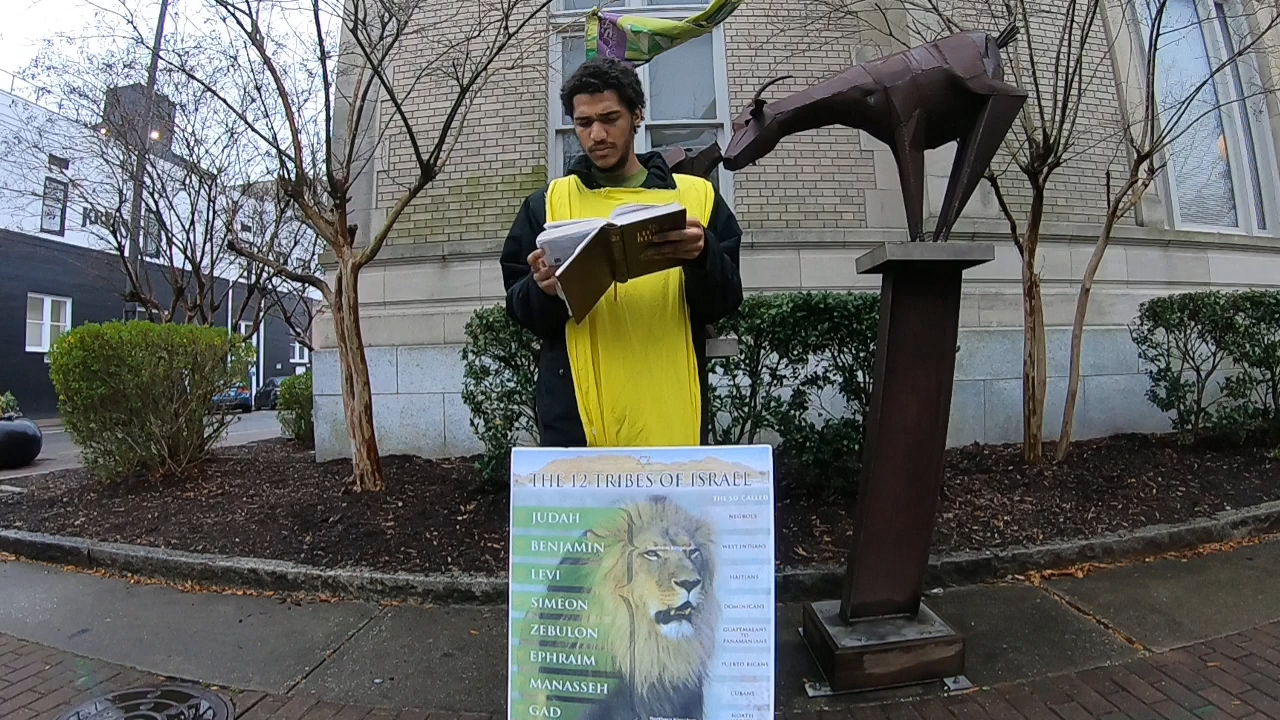 THE 12 TRIBES OF ISRAEL
THE SO CALLED
JUDAH NEGROES
BENJAMIN WEST INDIANS
LEVI HAITIANS
SIMEON DOMINICANS
ZEBULON GUATEMALANS
TO
PANAMANIANS
EPHRAIM PUERTO RICANS
MANASSEH CUBANS
GAD NORTH